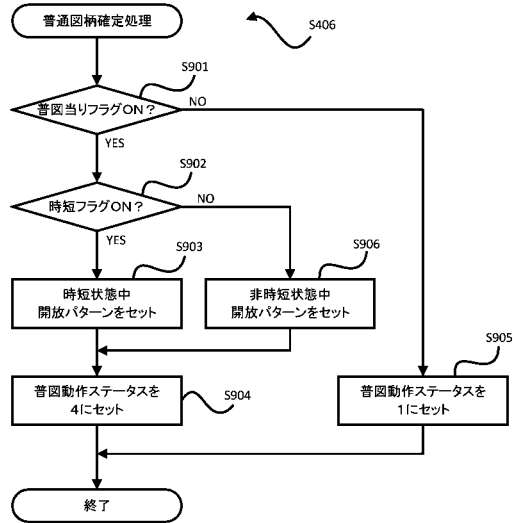 普通図柄確定処理
S406
S901
普図当りフラグON？
NO
YES
S902
時短フラグON？
NO
YES
S903
時短状態中
開放パターンをセット
S906
非時短状態中
開放パターンをセット
普図動作ステータスを
4にセット
S904
S905
普図動作ステータスを
1にセット
終了